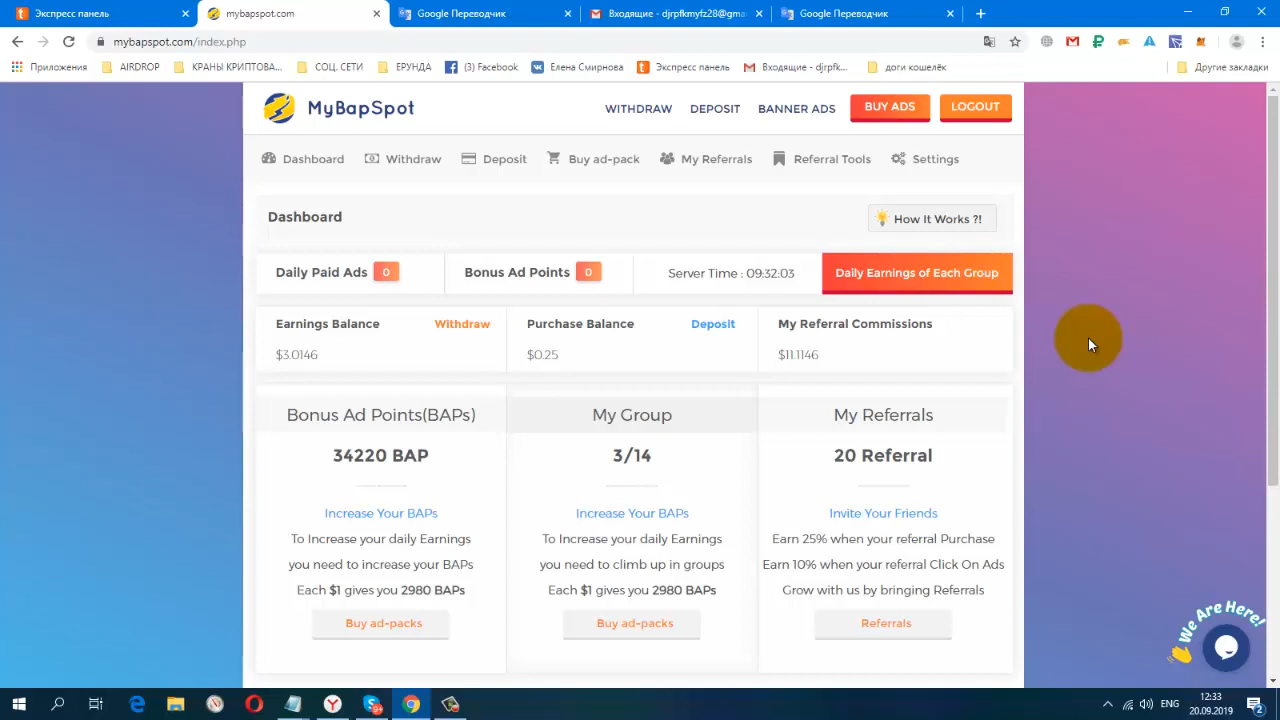 Экспресс панель
mybapspot.com
Google Переводчик
Входящие - djrpfkmyfz28@gma
Google Переводчик
mybapspot.com/index.php
Приложения
AIRDROP
КРАНЫ КРИПТОВА...
СОЦ. СЕТИ
ЕРУНДА
(3) Facebook
Елена Смирнова
Экспресс панель
Входящие - djrpfk...
доги кошелёк
Другие закладки
MyBapSpot
WITHDRAW
DEPOSIT
BANNER ADS
BUY ADS
LOGOUT
Dashboard
Withdraw
Deposit
Buy ad-pack
My Referrals
Referral Tools
Settings
Dashboard
How It Works ?!
Daily Paid Ads 0
Bonus Ad Points 0
Server Time : 09:32:03
Daily Earnings of Each Group
Earnings Balance
Withdraw
$3.0146
Purchase Balance
Deposit
$0.25
My Referral Commissions
$11.1146
Bonus Ad Points(BAPs)
34220 BAP
Increase Your BAPs
To Increase your daily Earnings
you need to increase your BAPs
Each $1 gives you 2980 BAPs
Buy ad-packs
My Group
3/14
Increase Your BAPs
To Increase your daily Earnings
you need to climb up in groups
Each $1 gives you 2980 BAPs
Buy ad-packs
My Referrals
20 Referral
Invite Your Friends
Earn 25% when your referral Purchase
Earn 10% when your referral Click On Ads
Grow with us by bringing Referrals
Referrals
We Are Here!
ENG
12:33
20.09.2019
2